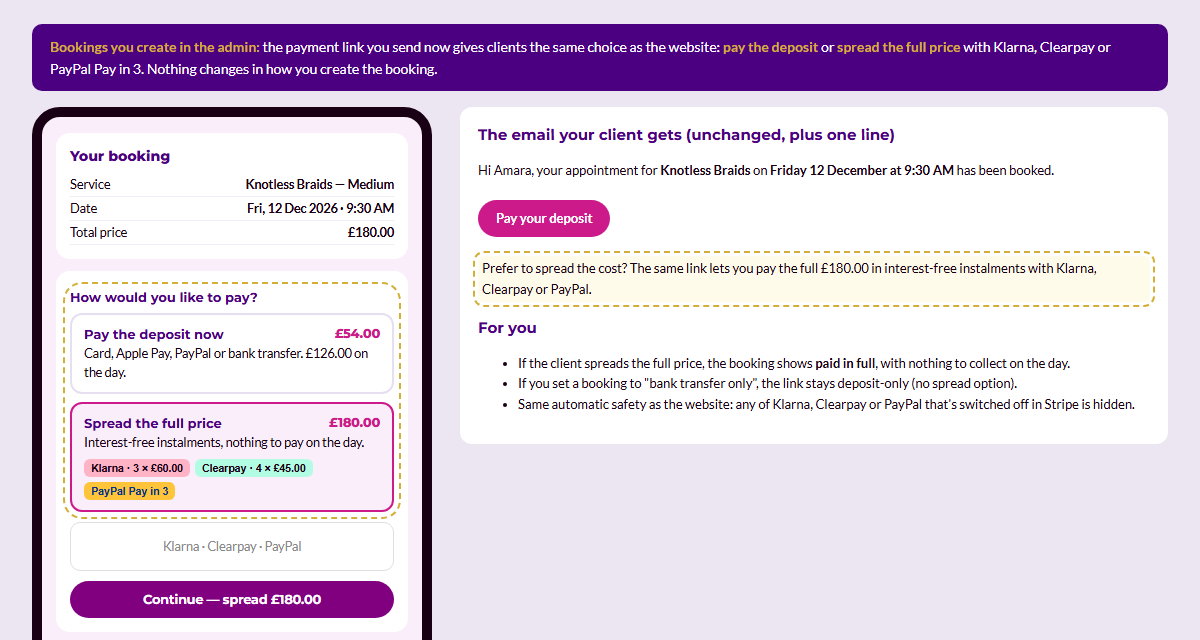 Bookings you create in the admin: the payment link you send now gives clients the same choice as the website: pay the deposit or spread the full price with Klarna, Clearpay or
PayPal Pay in 3. Nothing changes in how you create the booking.
Your booking
Service Knotless Braids — Medium
Date Fri, 12 Dec 2026 · 9:30 AM
Total price £180.00
How would you like to pay?
Pay the deposit now £54.00
Card, Apple Pay, PayPal or bank transfer. £126.00 on
the day.
Spread the full price £180.00
Interest-free instalments, nothing to pay on the day.
Klarna · 3 × £60.00 Clearpay · 4 × £45.00
PayPal Pay in 3
Klarna · Clearpay · PayPal
Continue — spread £180.00
The email your client gets (unchanged, plus one line)
Hi Amara, your appointment for Knotless Braids on Friday 12 December at 9:30 AM has been booked.
Pay your deposit
Prefer to spread the cost? The same link lets you pay the full £180.00 in interest-free instalments with Klarna,
Clearpay or PayPal.
For you
• If the client spreads the full price, the booking shows paid in full, with nothing to collect on the day.
• If you set a booking to "bank transfer only", the link stays deposit-only (no spread option).
• Same automatic safety as the website: any of Klarna, Clearpay or PayPal that's switched off in Stripe is hidden.